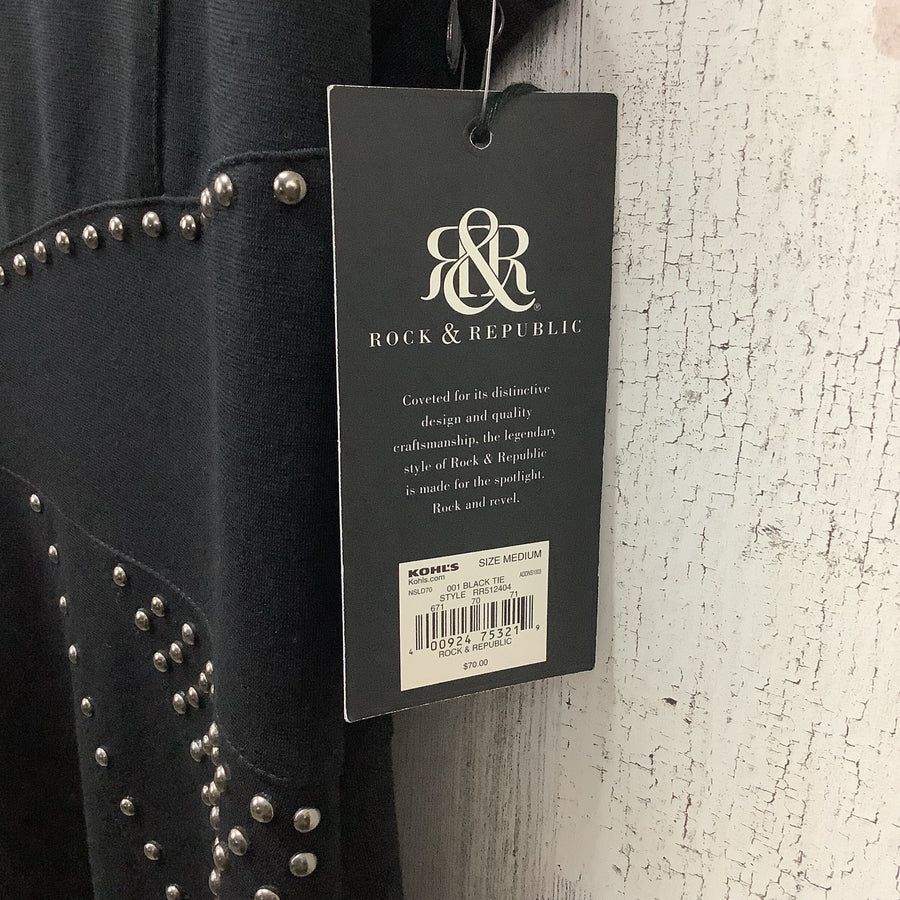 R&R®
ROCK & REPUBLIC
Coveted for its distinctive
design and quality
craftsmanship, the legendary
style of Rock & Republic
is made for the spotlight.
Rock and revel.
KOHL'S SIZE MEDIUM
Kohls.com
NSLD70 001 BLACK TIE ADDNS1003
STYLE RR512404
671 70 71
4 00924 75321 9
ROCK & REPUBLIC
$70.00